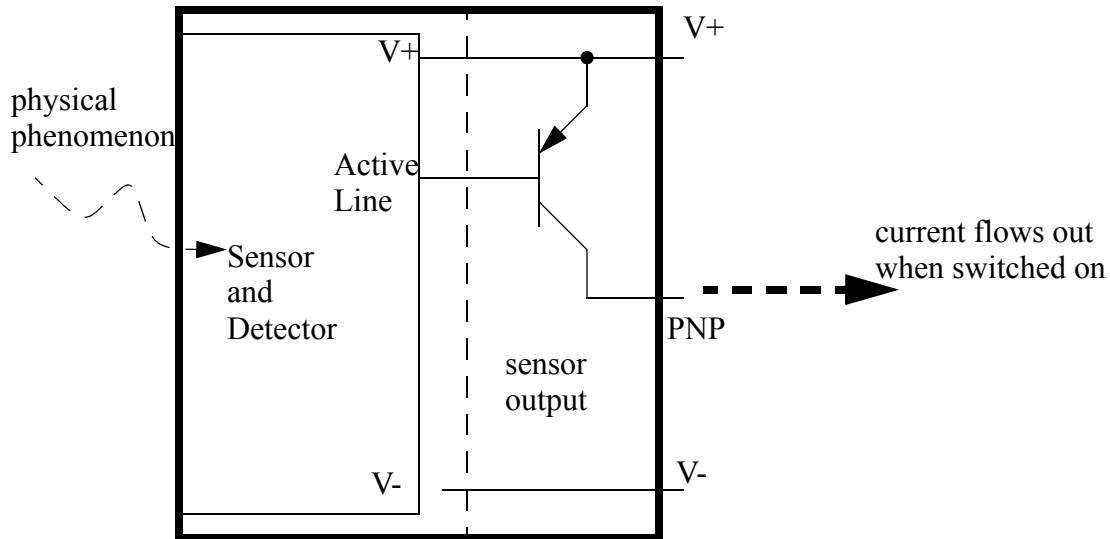 V+
V+
physical
phenomenon
Active
Line
current flows out
when switched on
Sensor
and
Detector
PNP
sensor
output
V-
V-